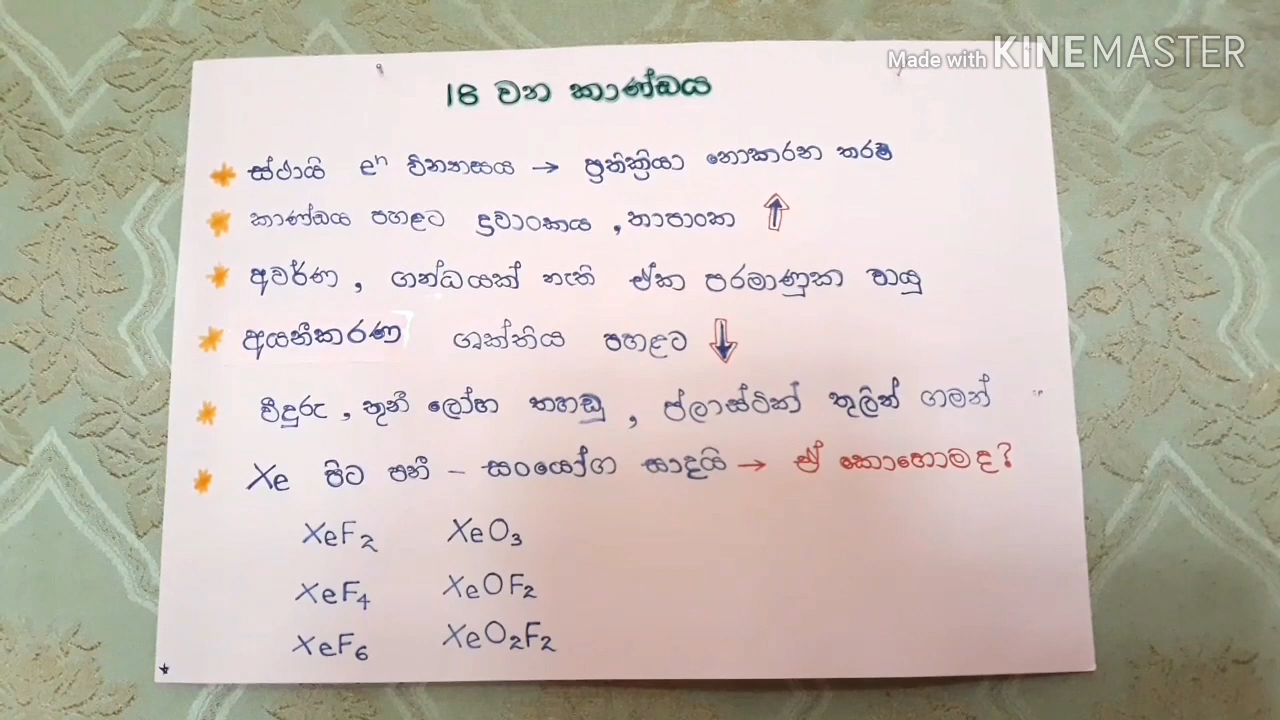 Made with KINEMASTER
18 වන කාණ්ඩය
ස්ථායි eⁿ වින්‍යාසය → ප්‍රතික්‍රියා නොකරන තරම්
කාණ්ඩය පහළට ද්‍රවාංකය , තාපාංක ↑
අවර්ණ , ගන්ධයක් නැති ඒක පරමාණුක වායු
අයනීකරණ ශක්තිය පහළට ↓
වීදුරු , තුනී ලෝහ තහඩු , ප්ලාස්ටික් තුලින් ගමන්
Xe පිට පනී – සංයෝග සාදයි → ඒ කොහොමද?
XeF₂ XeO₃
XeF₄ XeOF₂
XeF₆ XeO₂F₂